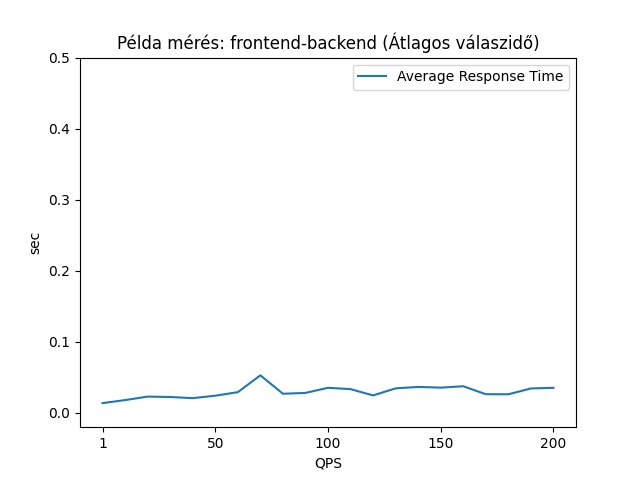 Példa mérés: frontend-backend (Átlagos válaszidő)
Average Response Time
0.5
0.4
0.3
0.2
0.1
0.0
sec
1 50 100 150 200
QPS